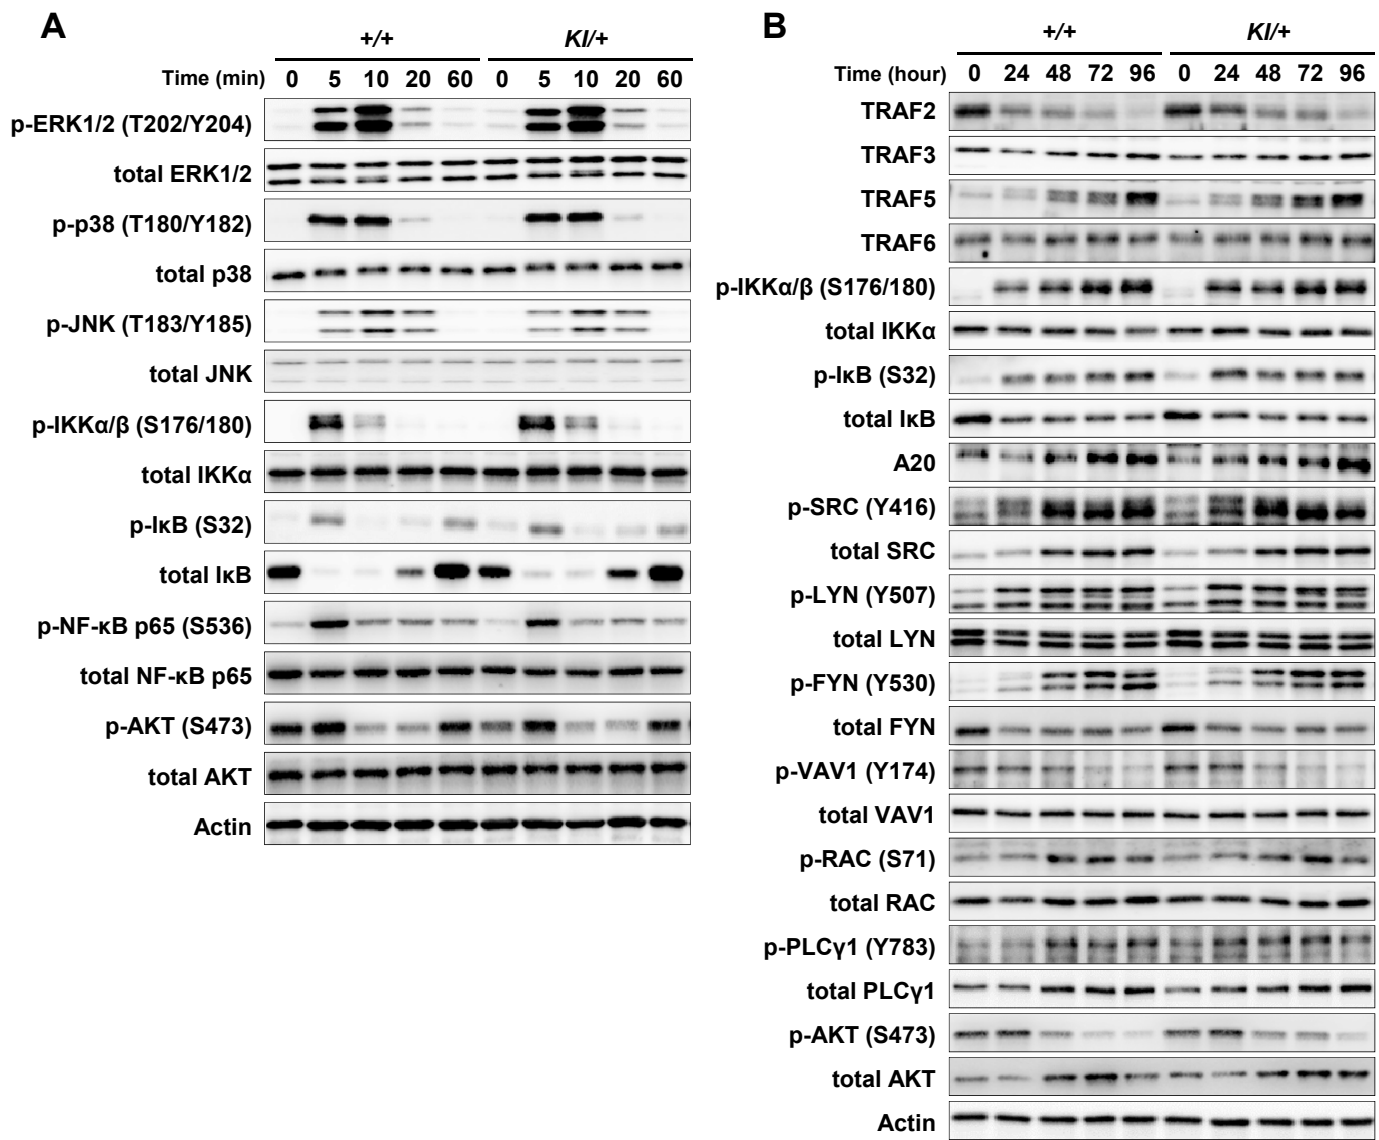 A
+/+ KI/+
Time (min) 0 5 10 20 60 0 5 10 20 60
p-ERK1/2 (T202/Y204)
total ERK1/2
p-p38 (T180/Y182)
total p38
p-JNK (T183/Y185)
total JNK
p-IKKα/β (S176/180)
total IKKα
p-IκB (S32)
total IκB
p-NF-κB p65 (S536)
total NF-κB p65
p-AKT (S473)
total AKT
Actin
B
+/+ KI/+
Time (hour) 0 24 48 72 96 0 24 48 72 96
TRAF2
TRAF3
TRAF5
TRAF6
p-IKKα/β (S176/180)
total IKKα
p-IκB (S32)
total IκB
A20
p-SRC (Y416)
total SRC
p-LYN (Y507)
total LYN
p-FYN (Y530)
total FYN
p-VAV1 (Y174)
total VAV1
p-RAC (S71)
total RAC
p-PLCγ1 (Y783)
total PLCγ1
p-AKT (S473)
total AKT
Actin